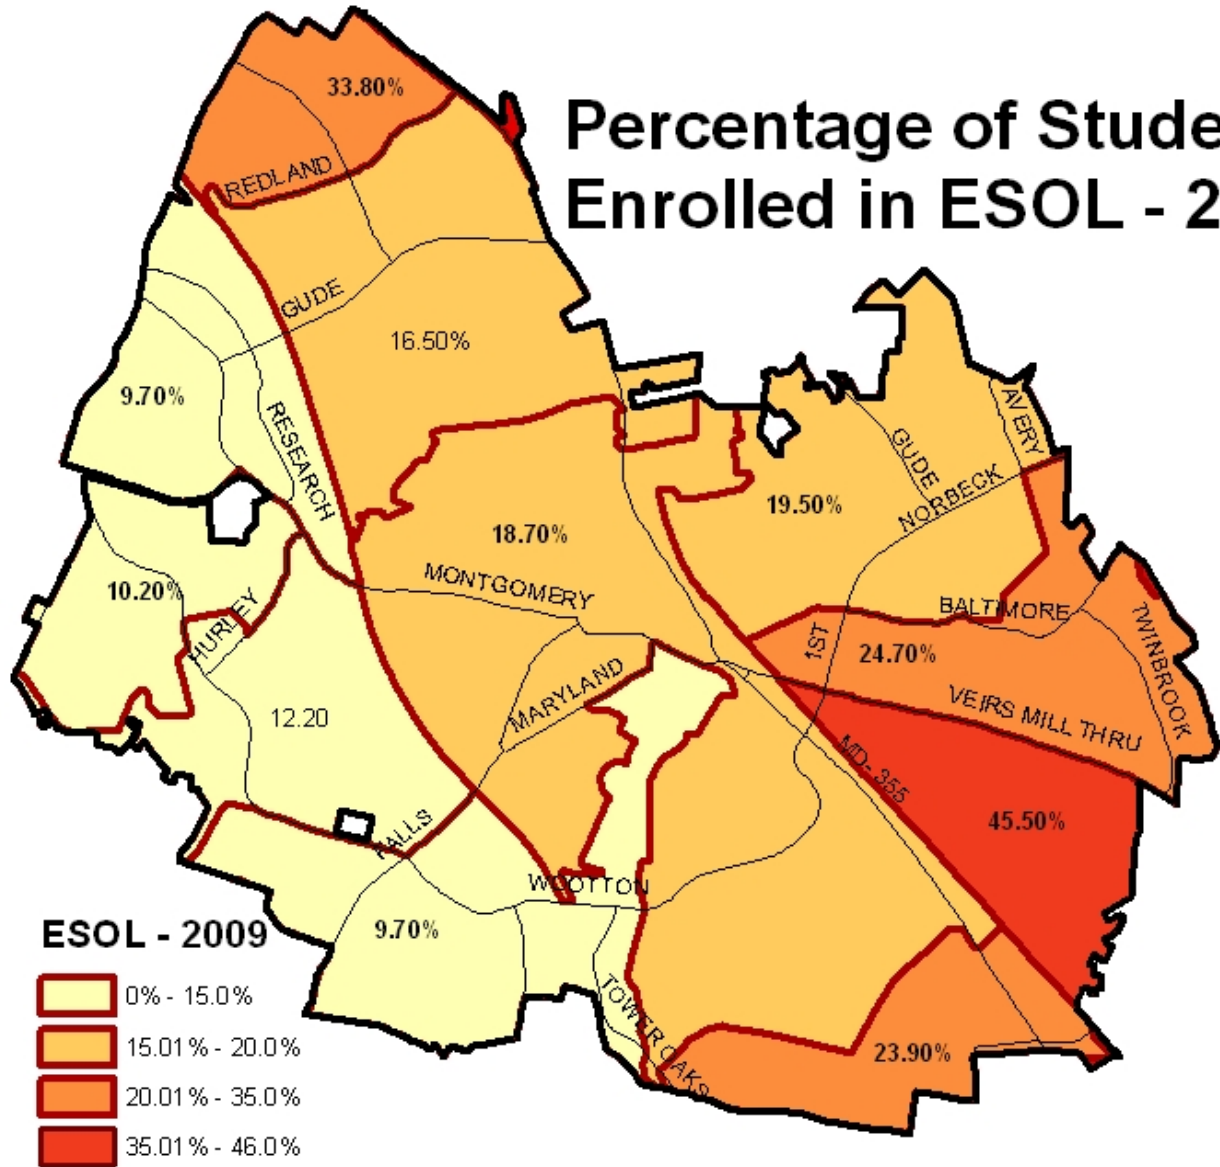 Percentage of Stude
Enrolled in ESOL - 2
33.80%
REDLAND
GUDE
16.50%
9.70%
RESEARCH
AVERY
GUDE
NORBECK
19.50%
18.70%
MONTGOMERY
10.20%
HURLEY
BALTIMORE
TWINBROOK
1ST
24.70%
MARYLAND
VEIRS MILL THRU
12.20
MD-355
45.50%
FALLS
WOOTTON
9.70%
TOWER OAKS
23.90%
ESOL - 2009
0% - 15.0%
15.01% - 20.0%
20.01% - 35.0%
35.01% - 46.0%